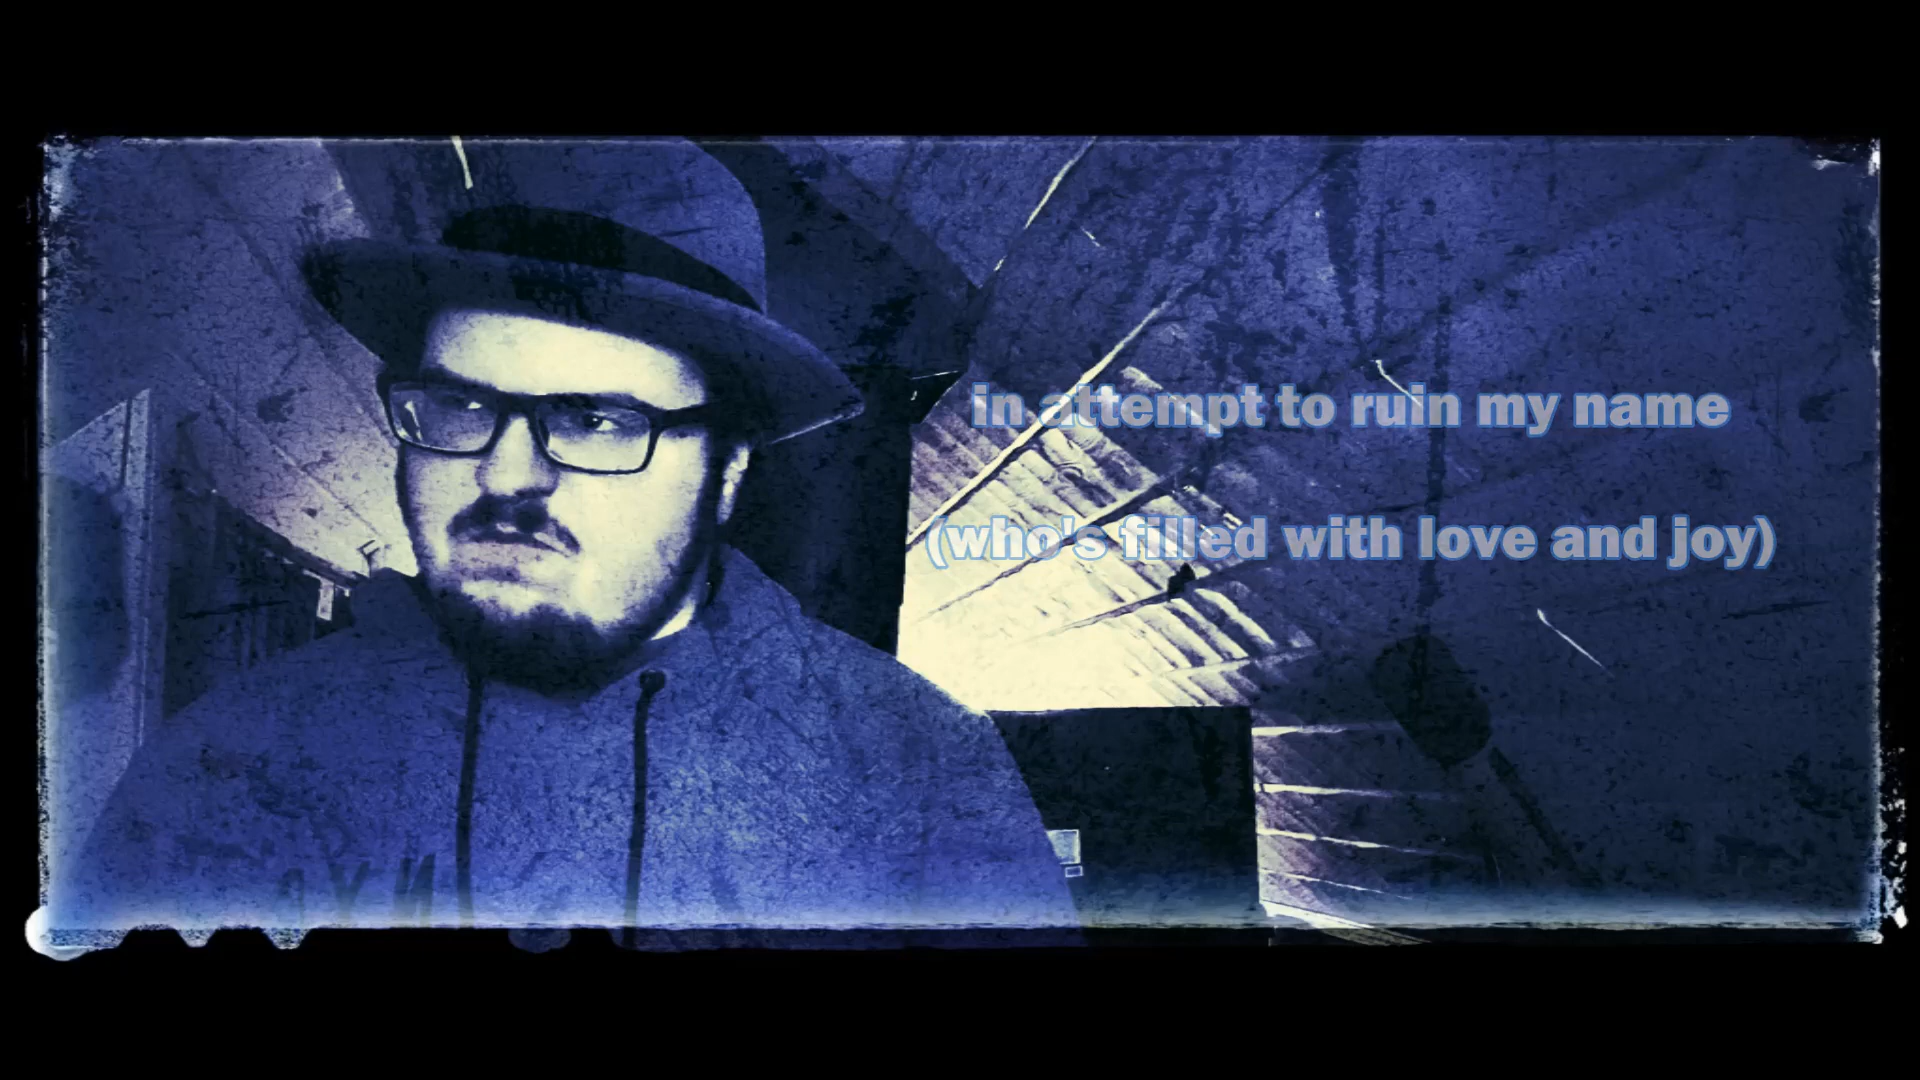 in attempt to ruin my name
(who's filled with love and joy)